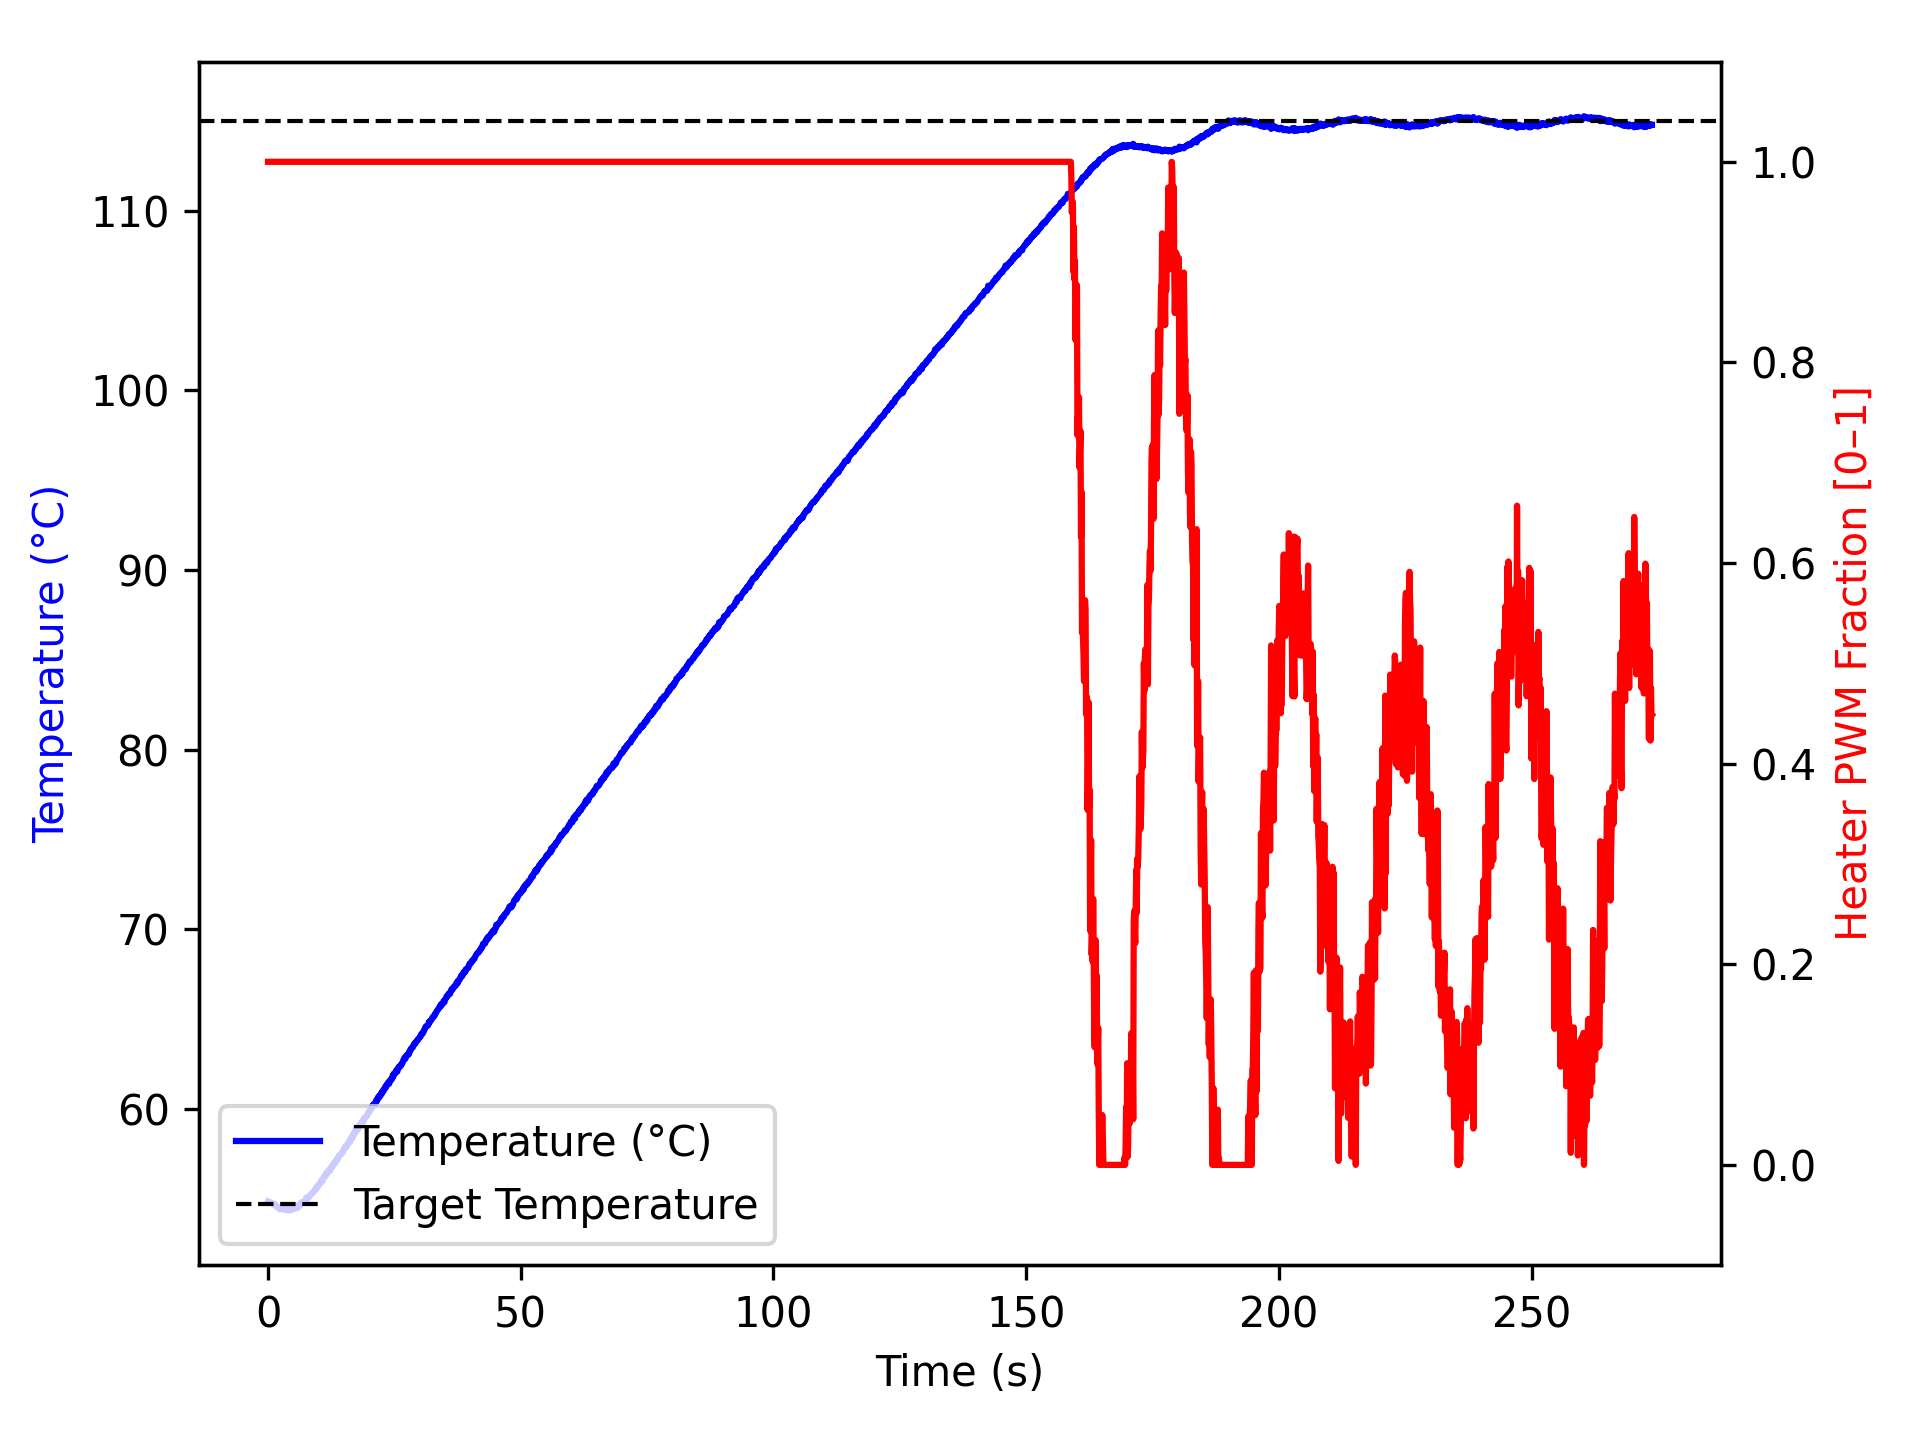 110
100
90
80
70
60
Temperature (°C)
1.0
0.8
0.6
0.4
0.2
0.0
Heater PWM Fraction [0–1]
Temperature (°C)
Target Temperature
0 50 100 150 200 250
Time (s)